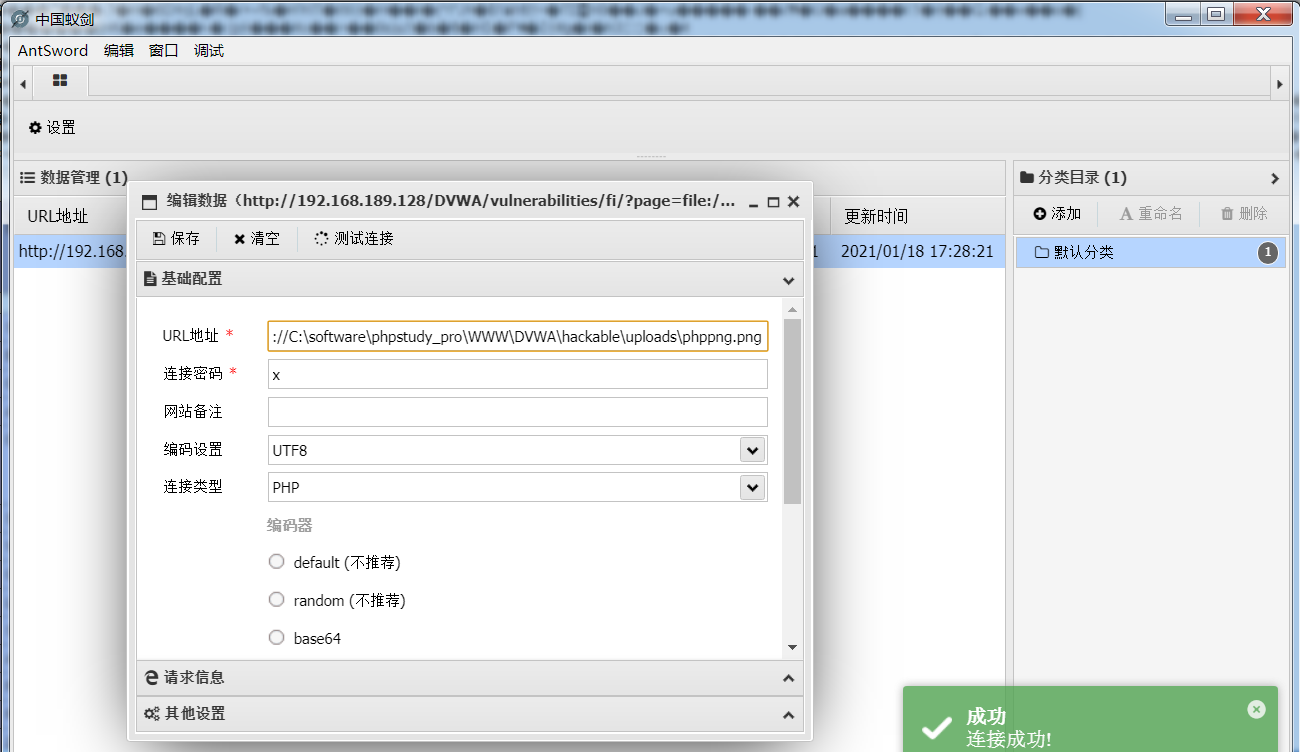 中国蚁剑
AntSword 编辑 窗口 调试
设置
数据管理 (1)
分类目录 (1)
URL地址
更新时间
添加 重命名 删除
http://192.168.
1
2021/01/18 17:28:21
默认分类 1
编辑数据（http://192.168.189.128/DVWA/vulnerabilities/fi/?page=file:/...
保存 清空 测试连接
基础配置
URL地址 * ://C:\software\phpstudy_pro\WWW\DVWA\hackable\uploads\phppng.png
连接密码 * x
网站备注
编码设置 UTF8
连接类型 PHP
编码器
default (不推荐)
random (不推荐)
base64
请求信息
其他设置
成功
连接成功!